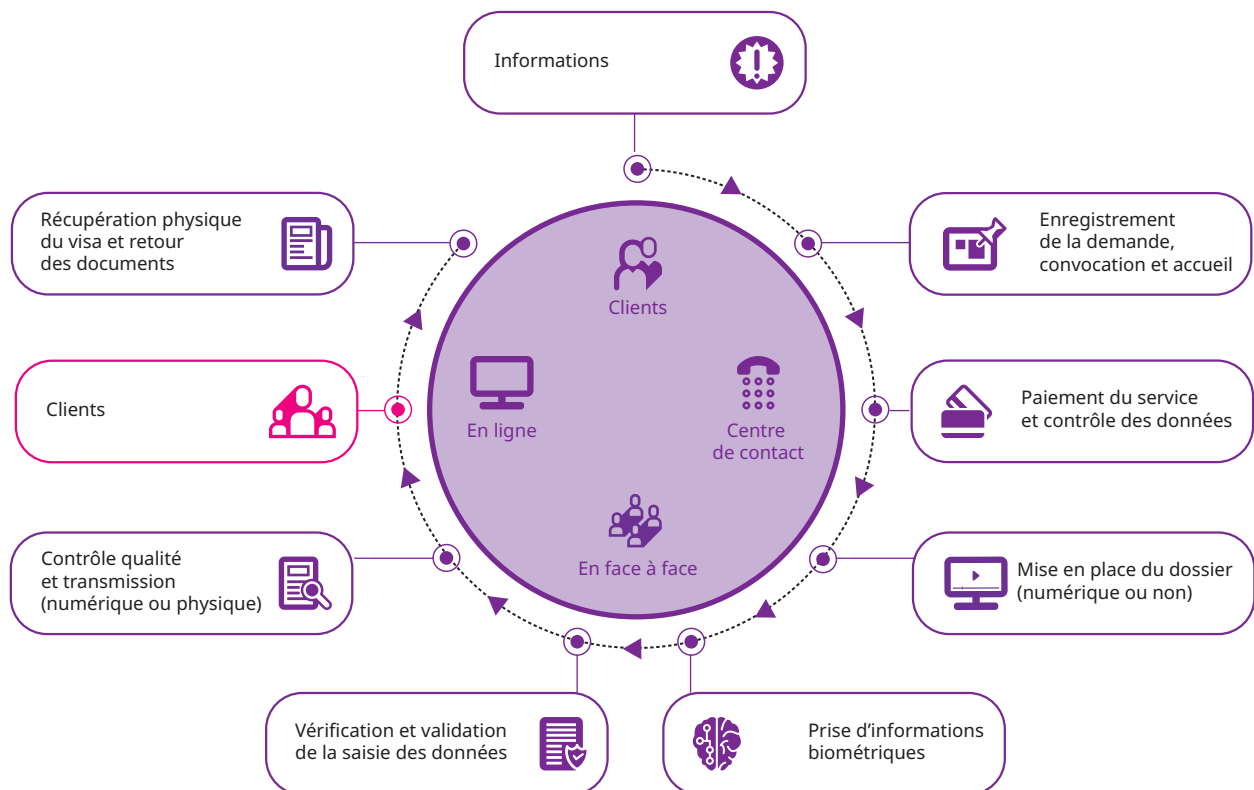 Informations
Enregistrement
de la demande,
convocation et accueil
Paiement du service
et contrôle des données
Mise en place du dossier
(numérique ou non)
Prise d’informations
biométriques
Vérification et validation
de la saisie des données
Contrôle qualité
et transmission
(numérique ou physique)
Clients
Récupération physique
du visa et retour
des documents
Clients
En ligne
Centre
de contact
En face à face